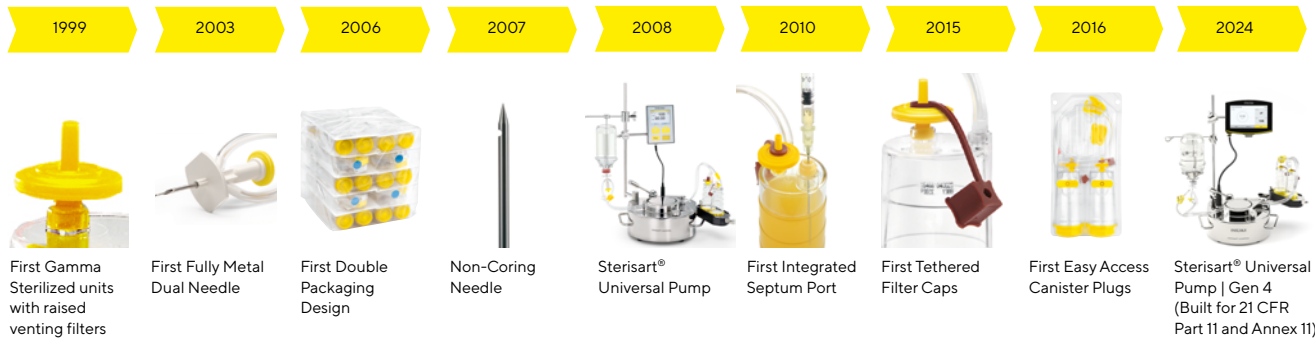 1999
2003
2006
2007
2008
2010
2015
2016
2024
First Gamma
Sterilized units
with raised
venting filters
First Fully Metal
Dual Needle
First Double
Packaging
Design
Non-Coring
Needle
Sterisart®
Universal Pump
First Integrated
Septum Port
First Tethered
Filter Caps
First Easy Access
Canister Plugs
Sterisart® Universal
Pump | Gen 4
(Built for 21 CFR
Part 11 and Annex 11)